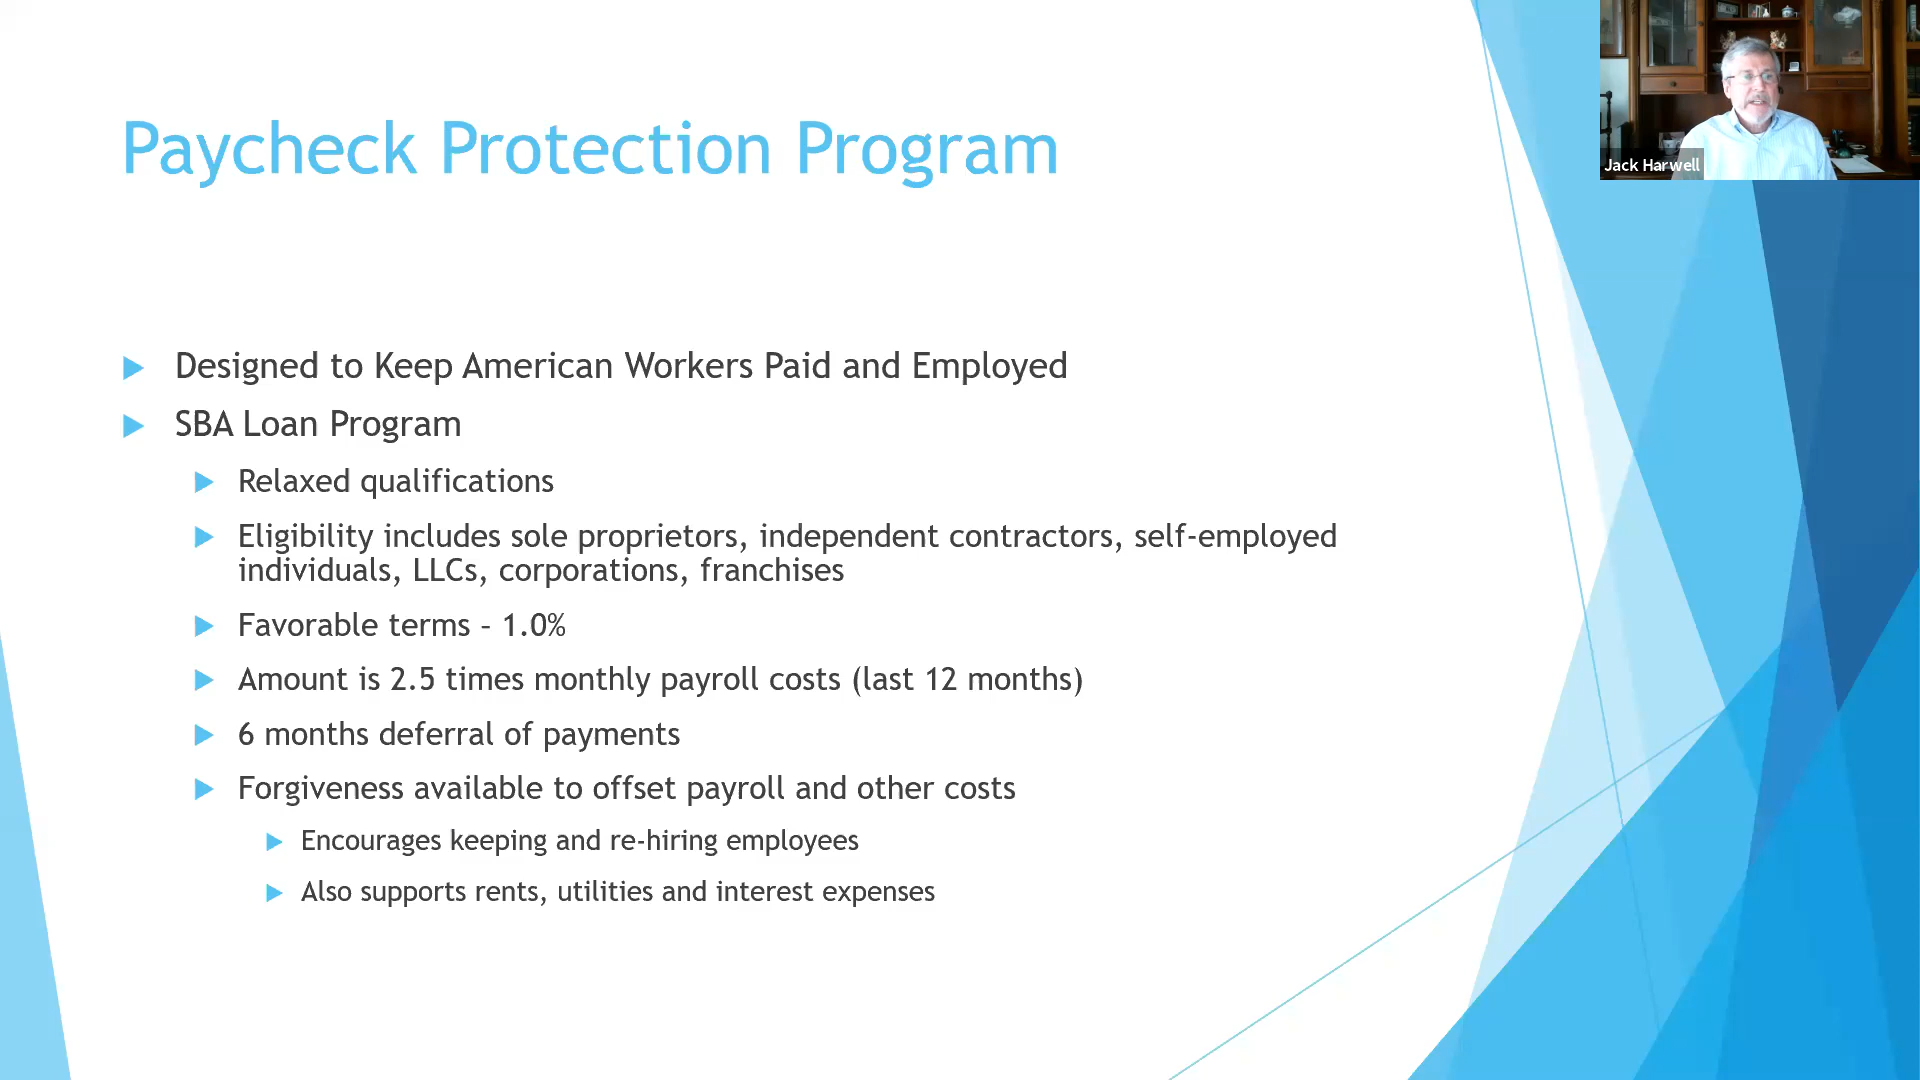 Paycheck Protection Program
Jack Harwell
Designed to Keep American Workers Paid and Employed
SBA Loan Program
Relaxed qualifications
Eligibility includes sole proprietors, independent contractors, self-employed
individuals, LLCs, corporations, franchises
Favorable terms – 1.0%
Amount is 2.5 times monthly payroll costs (last 12 months)
6 months deferral of payments
Forgiveness available to offset payroll and other costs
Encourages keeping and re-hiring employees
Also supports rents, utilities and interest expenses